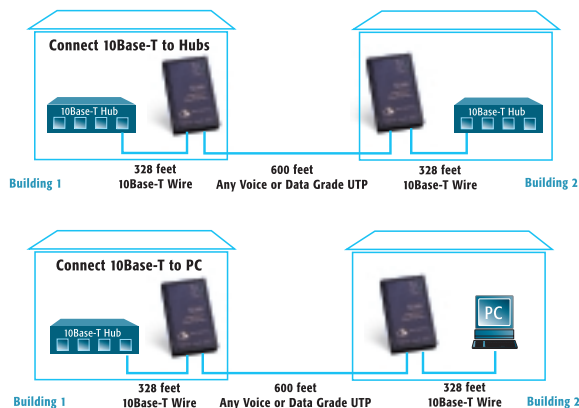 Connect 10Base-T to Hubs
10Base-T Hub
10Base-T Hub
328 feet
10Base-T Wire
600 feet
Any Voice or Data Grade UTP
328 feet
10Base-T Wire
Building 1
Building 2
Connect 10Base-T to PC
10Base-T Hub
PC
328 feet
10Base-T Wire
600 feet
Any Voice or Data Grade UTP
328 feet
10Base-T Wire
Building 1
Building 2